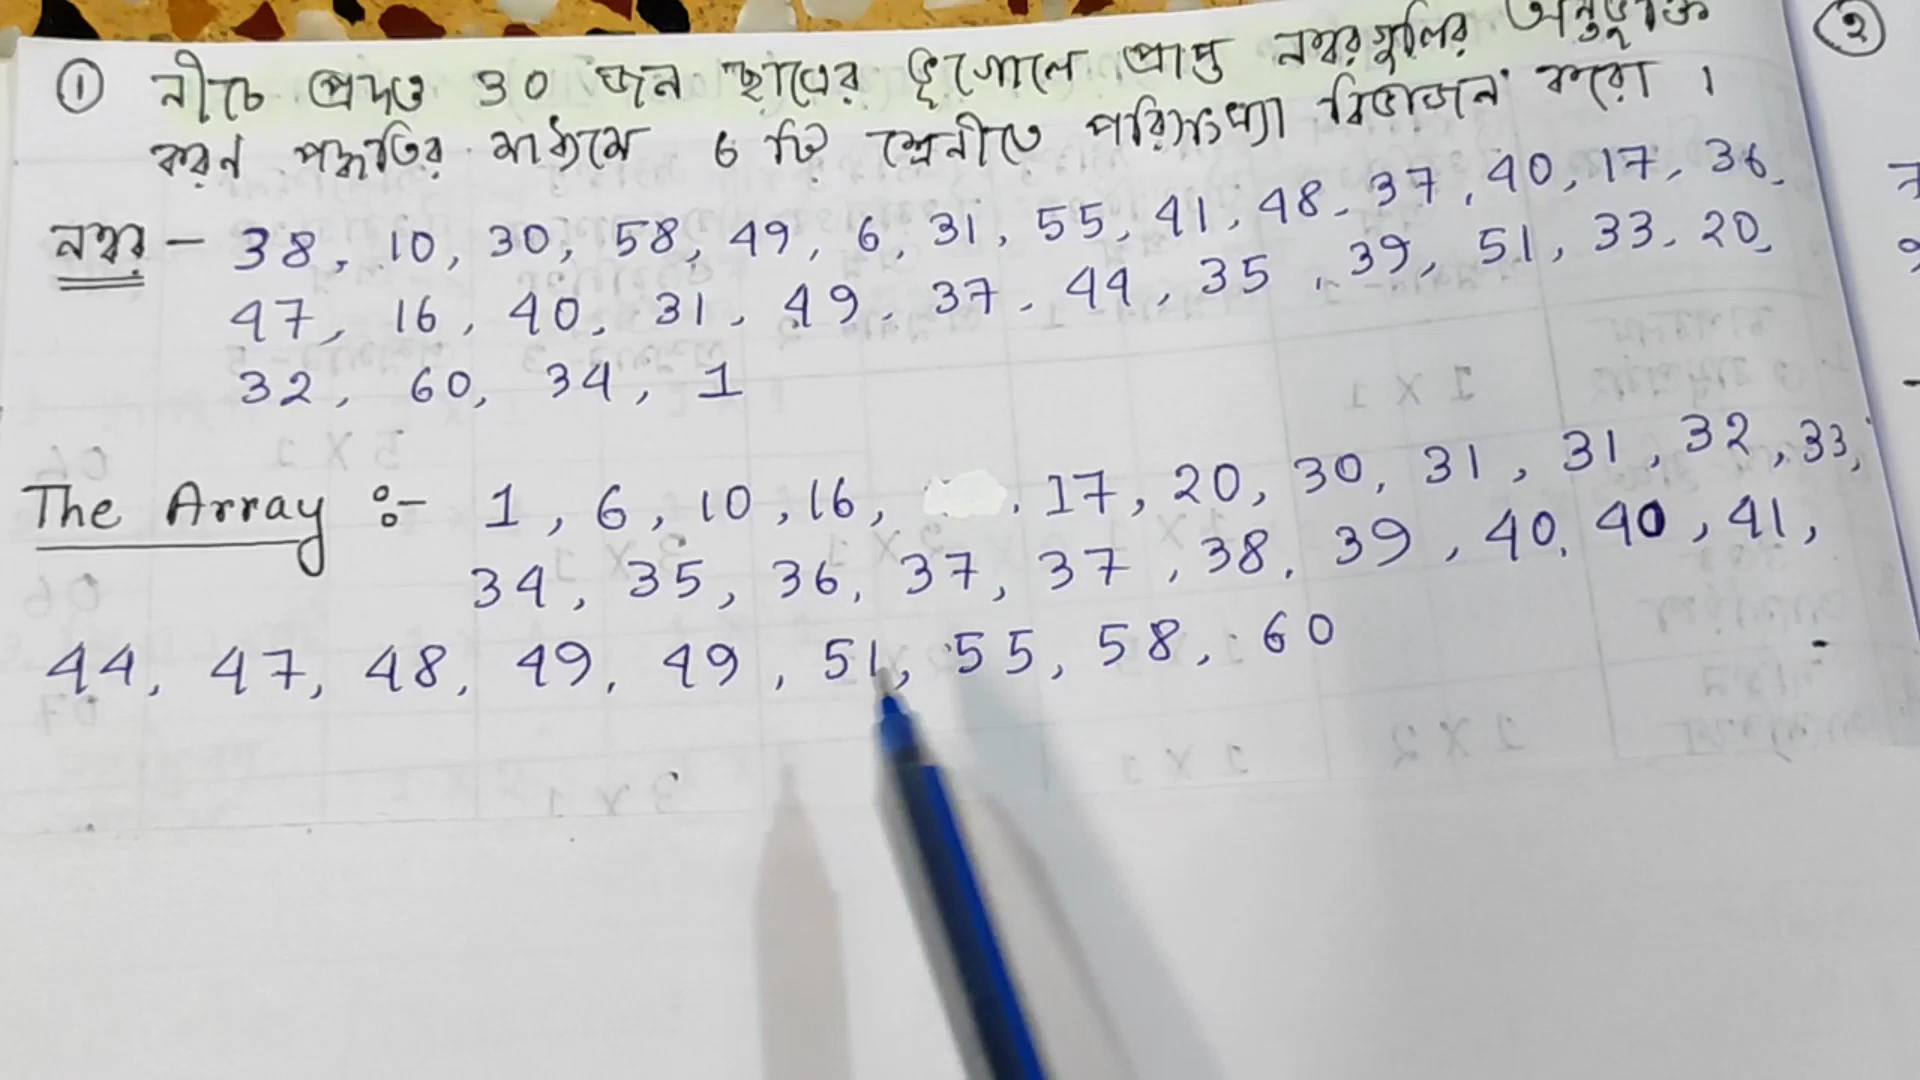 ① নীচে প্রদত্ত 30 জন ছাত্রের ভূগোলে প্রাপ্ত নম্বরগুলির
করণ পদ্ধতির মাধ্যমে 6 টি শ্রেনীতে পরিসংখ্যা বিভাজন করো ।
নম্বর – 38, 10, 30, 58, 49, 6, 31, 55, 41, 48, 37, 40, 17, 36,
47, 16, 40, 31, 49, 37, 44, 35, 39, 51, 33, 20,
32, 60, 34, 1
The Array :- 1, 6, 10, 16, 17, 20, 30, 31, 31, 32, 33,
34, 35, 36, 37, 37, 38, 39, 40, 40, 41,
44, 47, 48, 49, 49, 51, 55, 58, 60
②